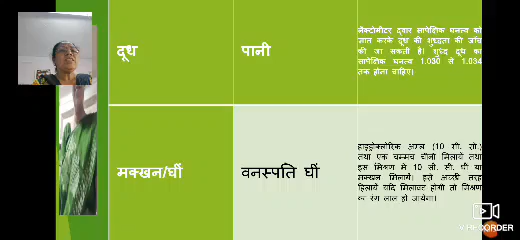 दूध
पानी
लैक्टोमीटर द्वारा सापेक्षिक घनत्व को
ज्ञात करके दूध की शुध्दता की जाँच
की जा सकती है। शुध्द दूध का
सापेक्षिक घनत्व 1.030 से 1.034
तक होना चाहिए।
मक्खन/घीं
वनस्पति घीं
हाइड्रोक्लोरिक अम्ल (10 सी. सी.)
तथा एक चम्मच चीनी मिलाये तथा
इस मिश्रण में 10 सी. सी. घी या
मक्खन मिलायें। इसे अच्छी तरह
हिलायें यदि मिलावट होगी तो मिश्रण
का रंग लाल हो जायेगा।
RECORDER